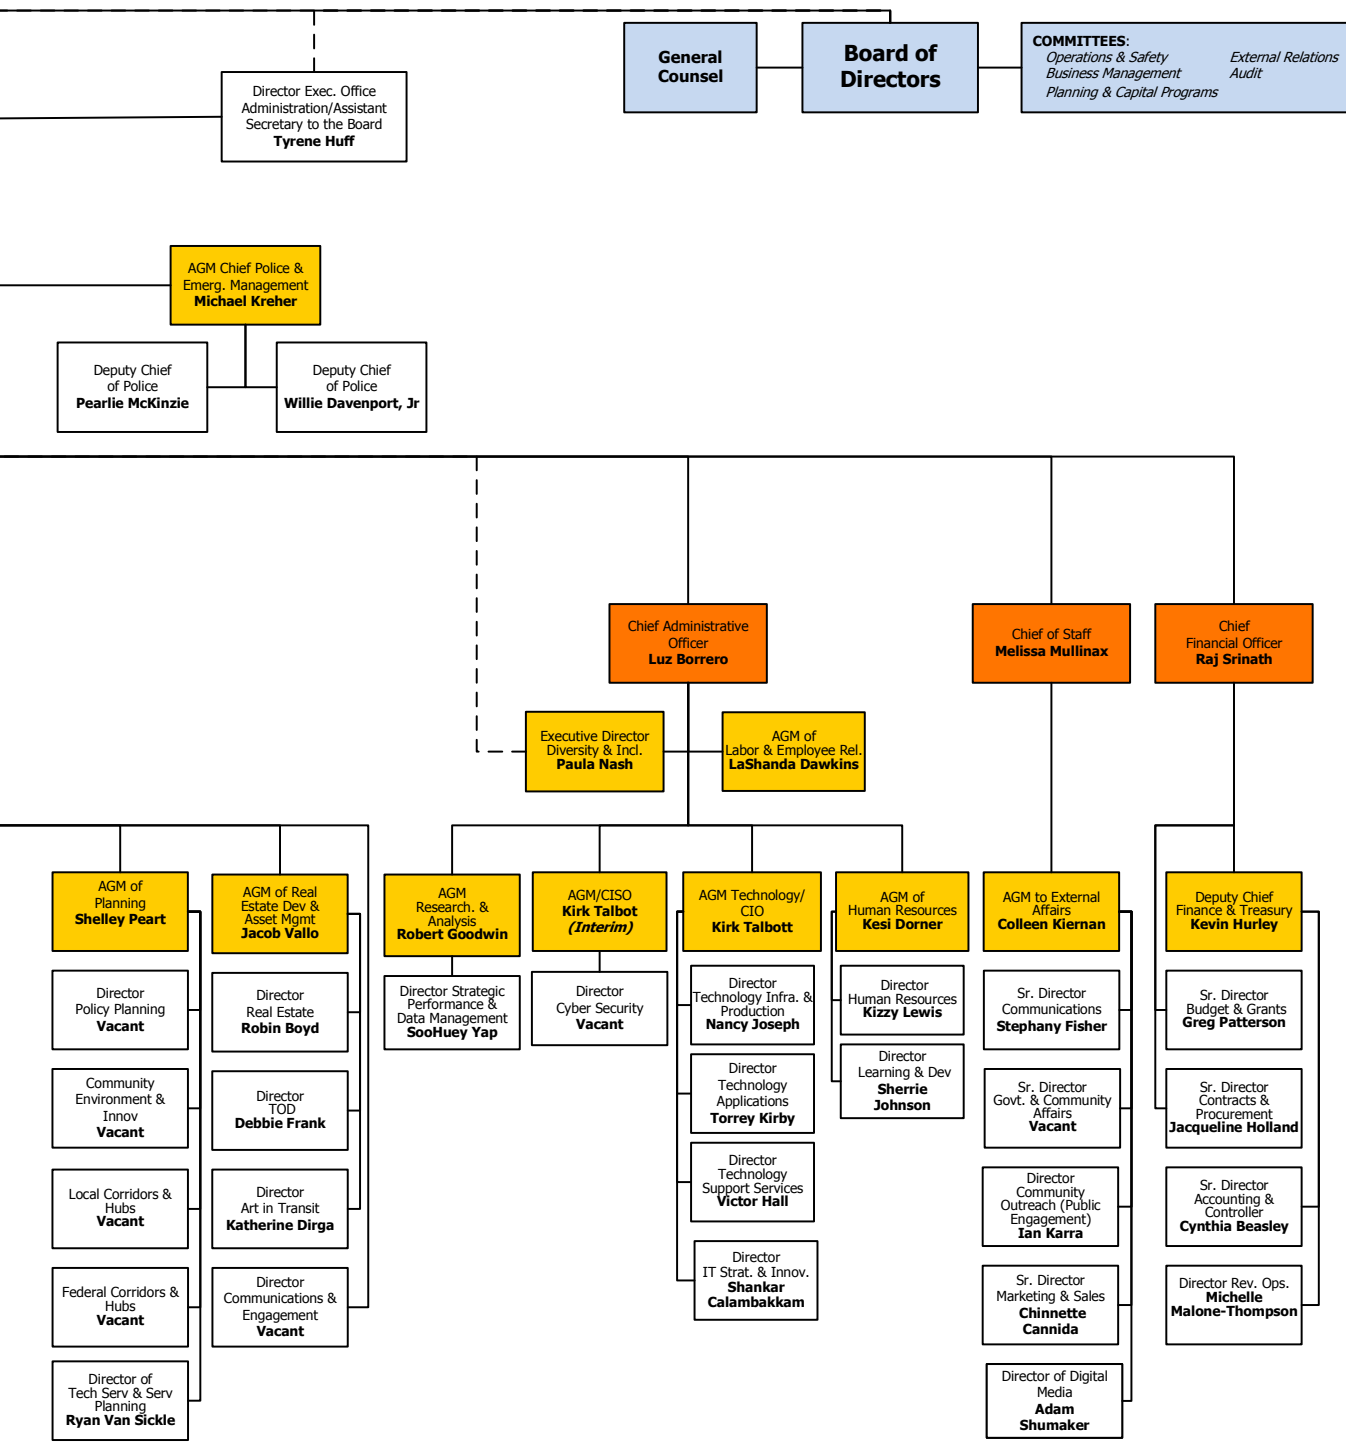 General
Counsel
Board of
Directors
COMMITTEES:
Operations & Safety
External Relations
Business Management
Audit
Planning & Capital Programs
Director Exec. Office
Administration/Assistant
Secretary to the Board
Tyrene Huff
AGM Chief Police &
Emerg. Management
Michael Kreher
Deputy Chief
of Police
Pearlie McKinzie
Deputy Chief
of Police
Willie Davenport, Jr
Chief Administrative
Officer
Luz Borrero
Chief of Staff
Melissa Mullinax
Chief
Financial Officer
Raj Srinath
Executive Director
Diversity & Incl.
Paula Nash
AGM of
Labor & Employee Rel.
LaShanda Dawkins
AGM of
Planning
Shelley Peart
Director
Policy Planning
Vacant
Community
Environment &
Innov
Vacant
Local Corridors &
Hubs
Vacant
Federal Corridors &
Hubs
Vacant
Director of
Tech Serv & Serv
Planning
Ryan Van Sickle
AGM of Real
Estate Dev &
Asset Mgmt
Jacob Vallo
Director
Real Estate
Robin Boyd
Director
TOD
Debbie Frank
Director
Art in Transit
Katherine Dirga
Director
Communications &
Engagement
Vacant
AGM
Research. &
Analysis
Robert Goodwin
Director Strategic
Performance &
Data Management
SooHuey Yap
AGM/CISO
Kirk Talbot
(Interim)
Director
Cyber Security
Vacant
AGM Technology/
CIO
Kirk Talbott
Director
Technology Infra. &
Production
Nancy Joseph
Director
Technology
Applications
Torrey Kirby
Director
Technology
Support Services
Victor Hall
Director
IT Strat. & Innov.
Shankar
Calambakkam
AGM of
Human Resources
Kesi Dorner
Director
Human Resources
Kizzy Lewis
Director
Learning & Dev
Sherrie
Johnson
AGM to External
Affairs
Colleen Kiernan
Sr. Director
Communications
Stephany Fisher
Sr. Director
Govt. & Community
Affairs
Vacant
Director
Community
Outreach (Public
Engagement)
Ian Karra
Sr. Director
Marketing & Sales
Chinnette
Cannida
Director of Digital
Media
Adam
Shumaker
Deputy Chief
Finance & Treasury
Kevin Hurley
Sr. Director
Budget & Grants
Greg Patterson
Sr. Director
Contracts &
Procurement
Jacqueline Holland
Sr. Director
Accounting &
Controller
Cynthia Beasley
Director Rev. Ops.
Michelle
Malone-Thompson